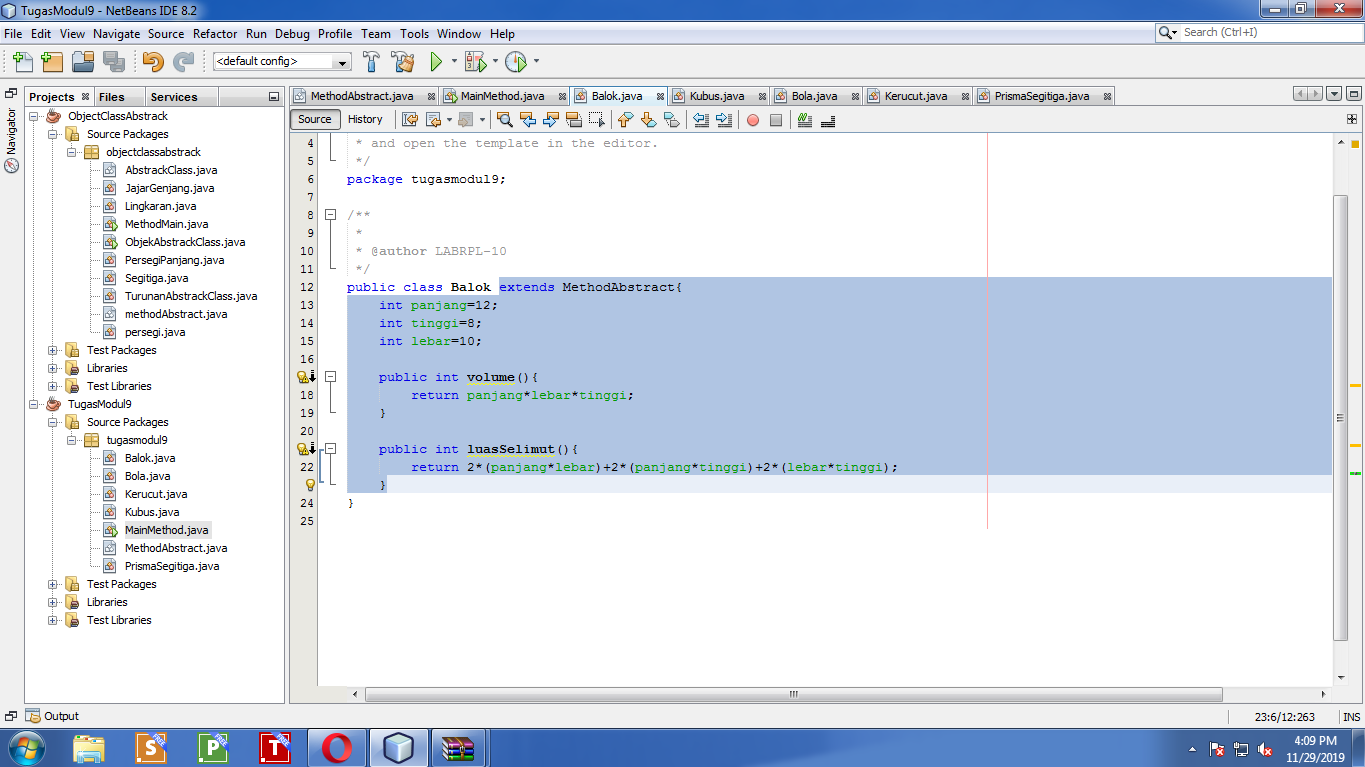 TugasModul9 - NetBeans IDE 8.2
File Edit View Navigate Source Refactor Run Debug Profile Team Tools Window Help
Search (Ctrl+I)
<default config>
Navigator
Projects Files Services
ObjectClassAbstrack
Source Packages
objectclassabstrack
AbstrackClass.java
JajarGenjang.java
Lingkaran.java
MethodMain.java
ObjekAbstrackClass.java
PersegiPanjang.java
Segitiga.java
TurunanAbstrackClass.java
methodAbstract.java
persegi.java
Test Packages
Libraries
Test Libraries
TugasModul9
Source Packages
tugasmodul9
Balok.java
Bola.java
Kerucut.java
Kubus.java
MainMethod.java
MethodAbstract.java
PrismaSegitiga.java
Test Packages
Libraries
Test Libraries
MethodAbstract.java MainMethod.java Balok.java Kubus.java Bola.java Kerucut.java PrismaSegitiga.java
Source History
4 * and open the template in the editor.
5 */
6 package tugasmodul9;
7
8 /**
9 *
10 * @author LABRPL-10
11 */
12 public class Balok extends MethodAbstract{
13 int panjang=12;
14 int tinggi=8;
15 int lebar=10;
16
public int volume(){
18 return panjang*lebar*tinggi;
19 }
20
public int luasSelimut(){
22 return 2*(panjang*lebar)+2*(panjang*tinggi)+2*(lebar*tinggi);
}
24 }
25
Output
23:6/12:263 INS
S FREE
P FREE
T FREE
4:09 PM
11/29/2019